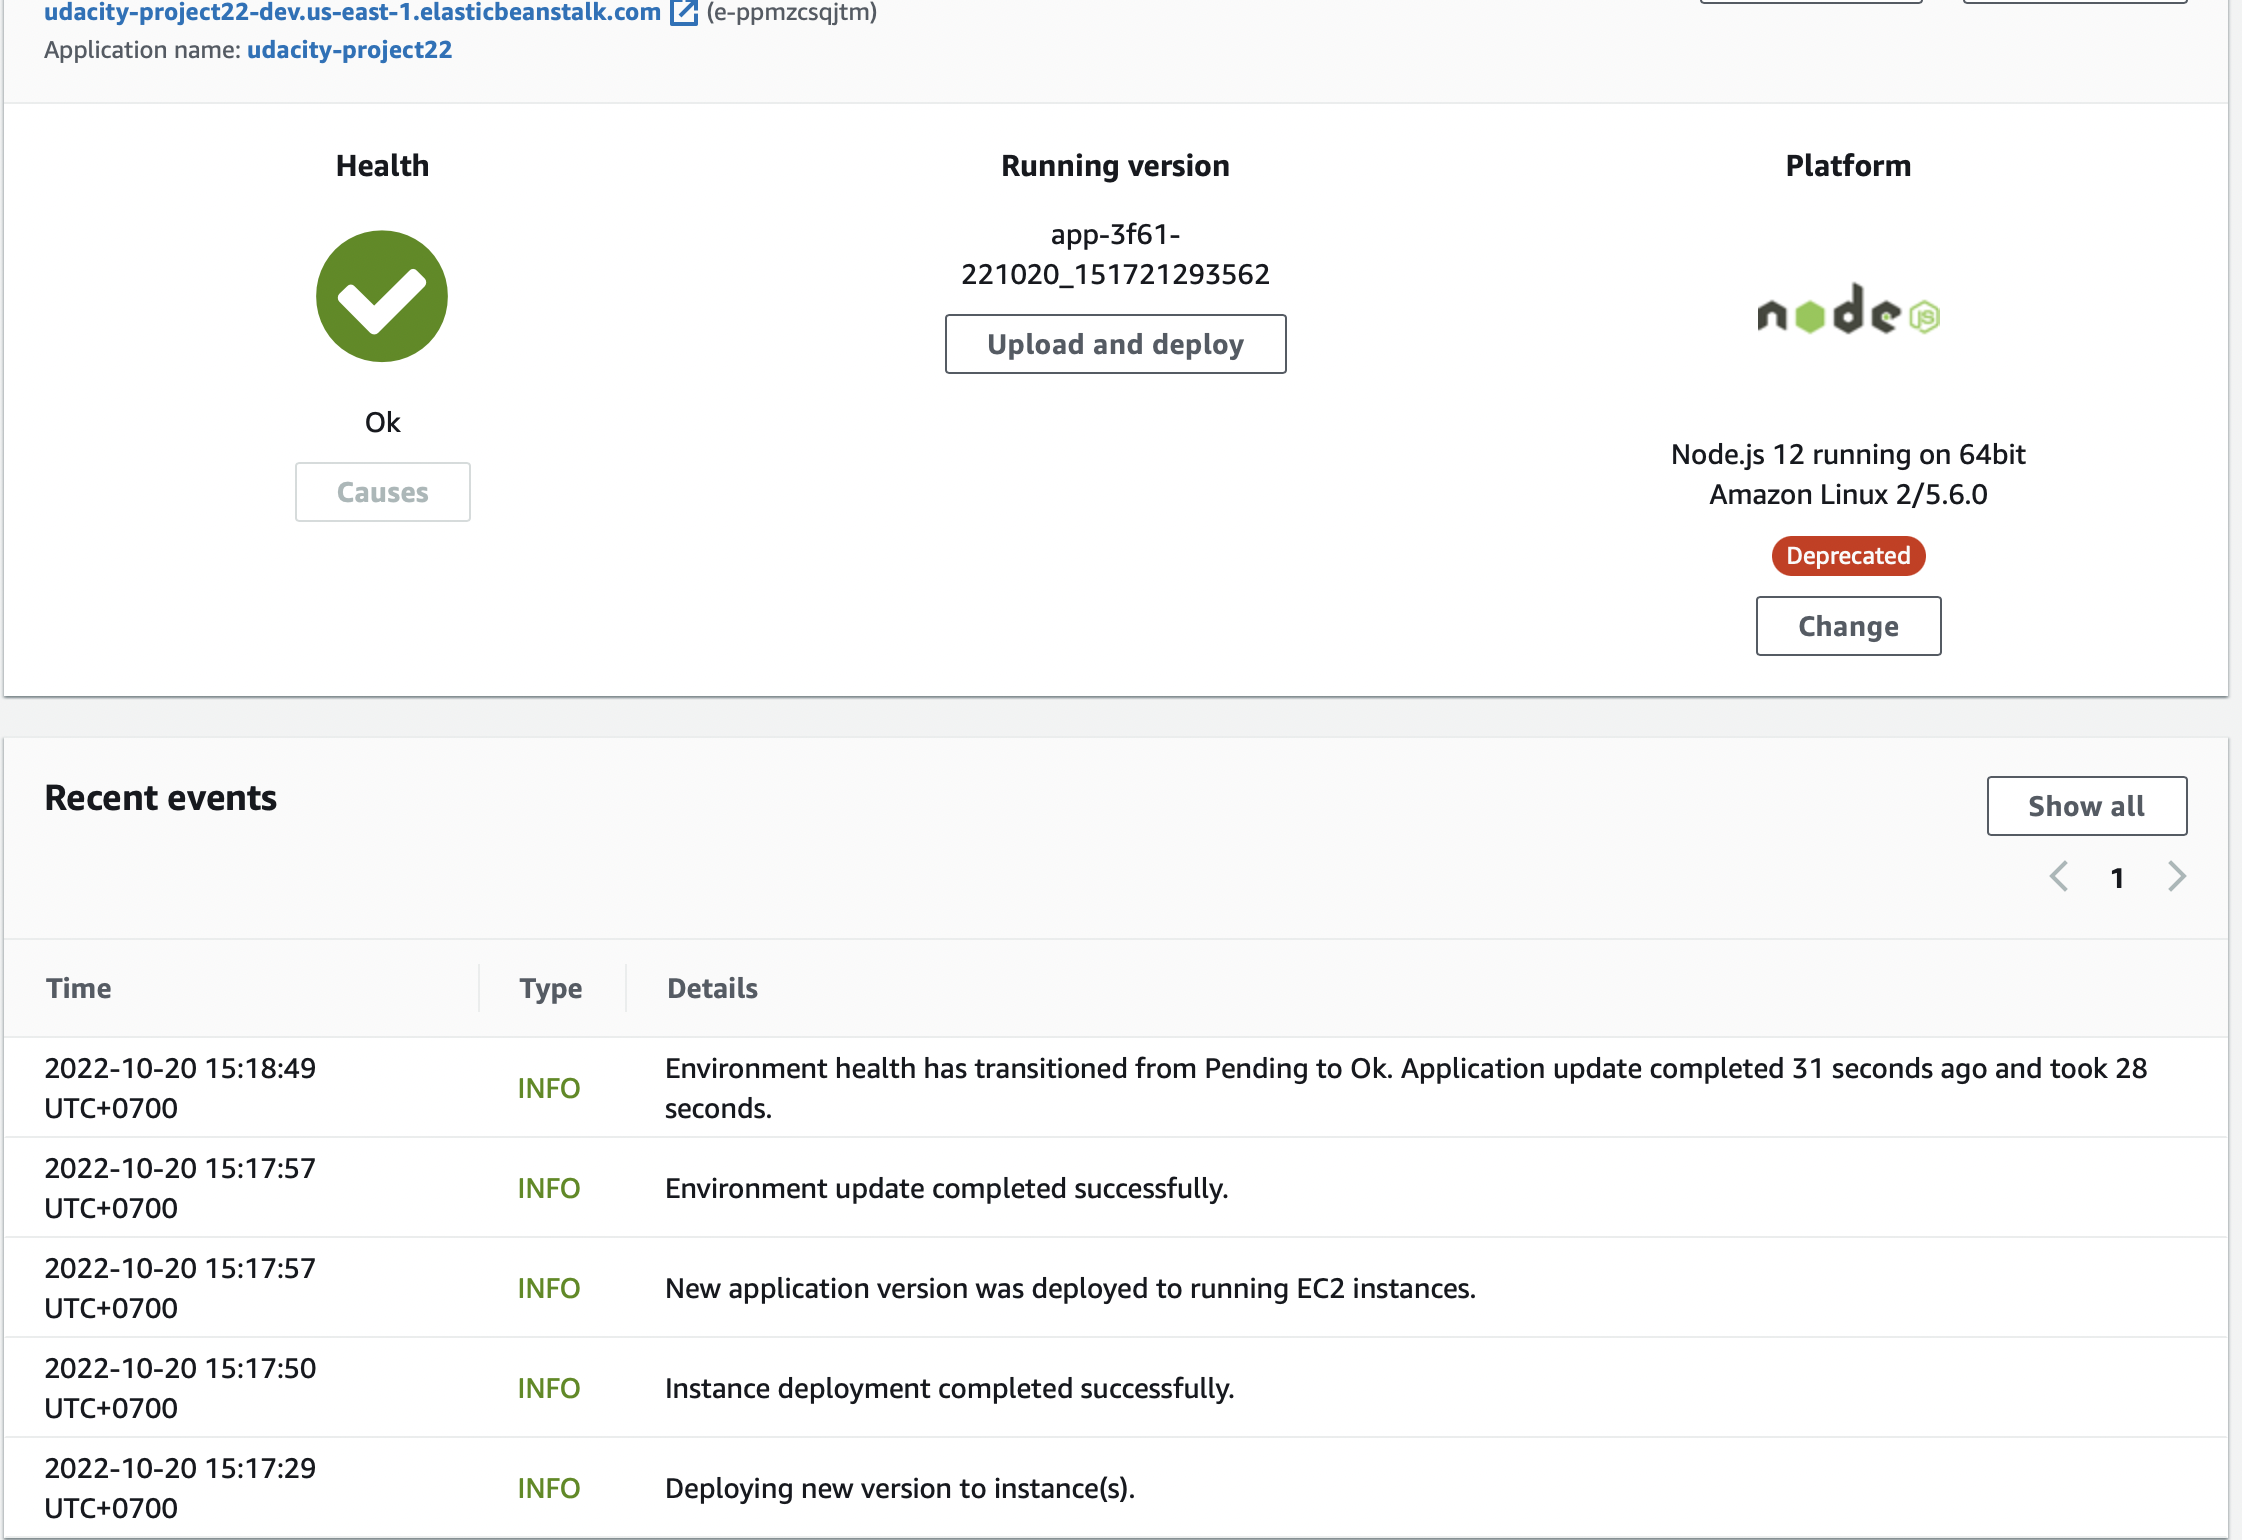 udacity-project22-dev.us-east-1.elasticbeanstalk.com (e-ppmzcsqjtm)
Application name: udacity-project22
Health
Running version
Platform
app-3f61-
221020_151721293562
Upload and deploy
node JS
Ok
Causes
Node.js 12 running on 64bit
Amazon Linux 2/5.6.0
Deprecated
Change
Recent events
Show all
1
Time Type Details
2022-10-20 15:18:49
UTC+0700
INFO
Environment health has transitioned from Pending to Ok. Application update completed 31 seconds ago and took 28
seconds.
2022-10-20 15:17:57
UTC+0700
INFO
Environment update completed successfully.
2022-10-20 15:17:57
UTC+0700
INFO
New application version was deployed to running EC2 instances.
2022-10-20 15:17:50
UTC+0700
INFO
Instance deployment completed successfully.
2022-10-20 15:17:29
UTC+0700
INFO
Deploying new version to instance(s).